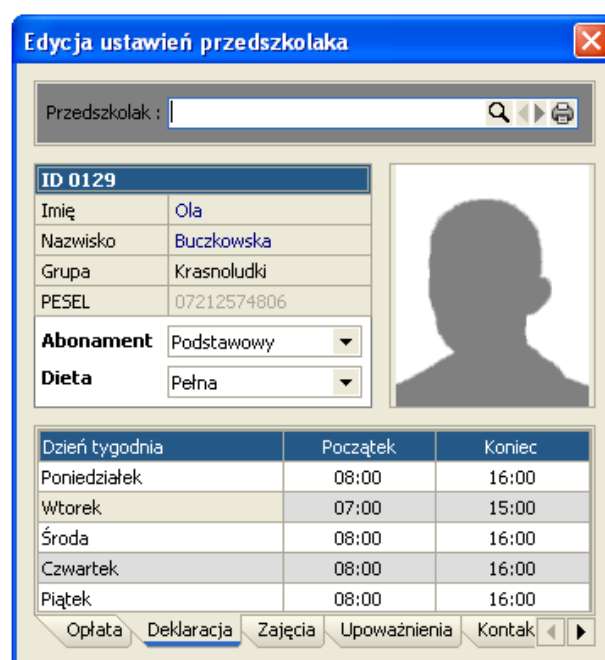 Edycja ustawień przedszkolaka
Przedszkolak :
ID 0129
Imię Ola
Nazwisko Buczkowska
Grupa Krasnoludki
PESEL 07212574806
Abonament Podstawowy
Dieta Pełna
Dzień tygodnia Początek Koniec
Poniedziałek 08:00 16:00
Wtorek 07:00 15:00
Środa 08:00 16:00
Czwartek 08:00 16:00
Piątek 08:00 16:00
Opłata Deklaracja Zajęcia Upoważnienia Kontak